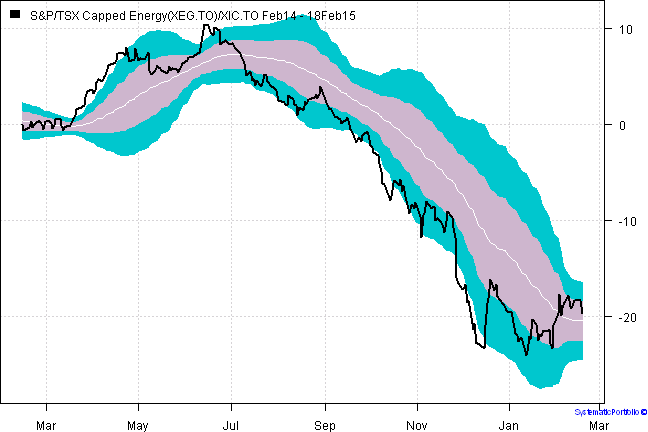 S&P/TSX Capped Energy(XEG.TO)/XIC.TO Feb14 - 18Feb15
10
0
-10
-20
SystematicPortfolio ©
Mar May Jul Sep Nov Jan Mar